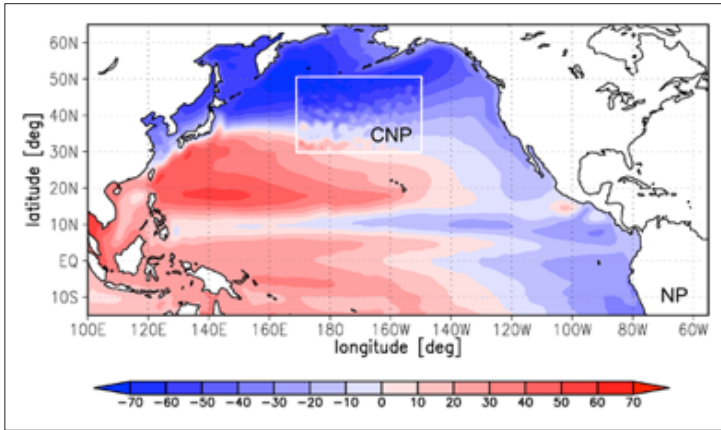 60N
50N
40N
30N
20N
10N
EQ
10S
latitude [deg]
CNP
NP
100E 120E 140E 160E 180 160W 140W 120W 100W 80W 60W
longitude [deg]
-70 -60 -50 -40 -30 -20 -10 0 10 20 30 40 50 60 70